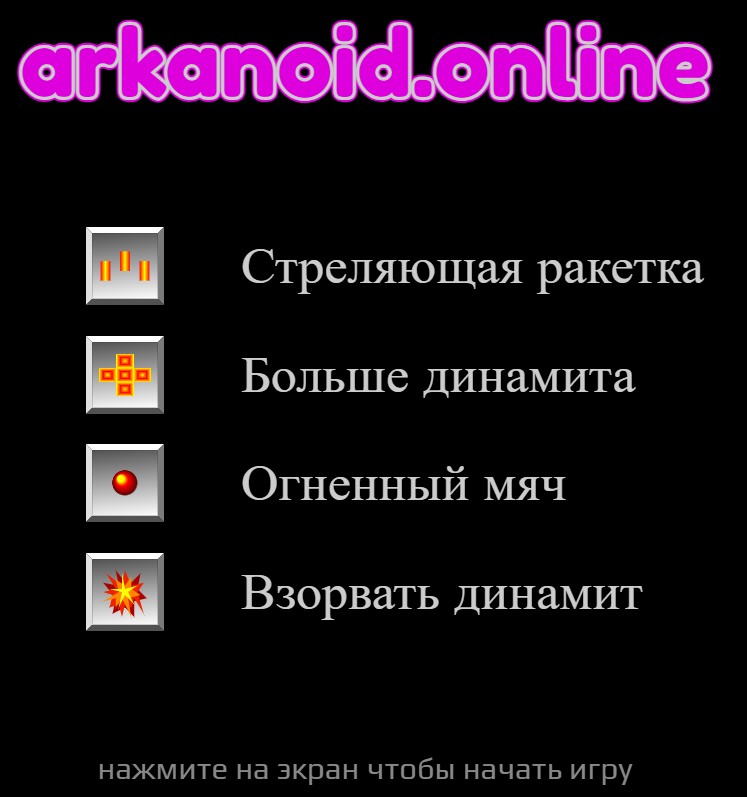 arkanoid.online
Стреляющая ракетка
Больше динамита
Огненный мяч
Взорвать динамит
нажмите на экран чтобы начать игру